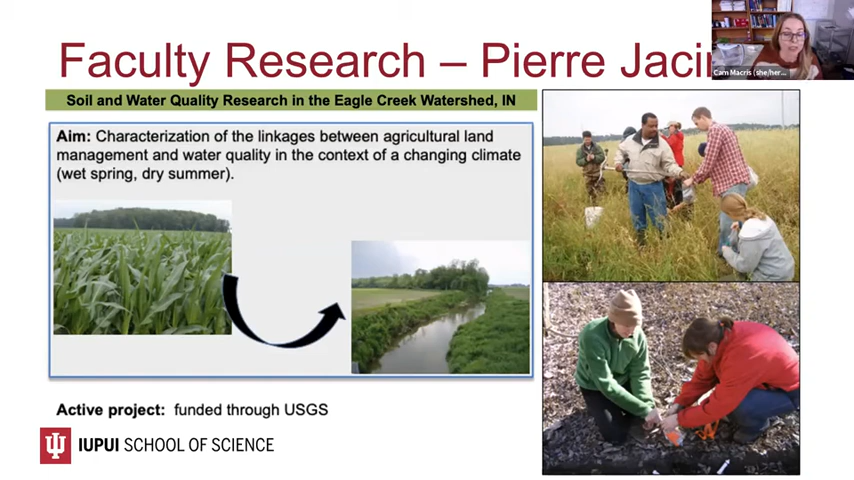 Faculty Research – Pierre
Cam Macris (she/her...
Soil and Water Quality Research in the Eagle Creek Watershed, IN
Aim: Characterization of the linkages between agricultural land
management and water quality in the context of a changing climate
(wet spring, dry summer).
Active project: funded through USGS
IUPUI SCHOOL OF SCIENCE